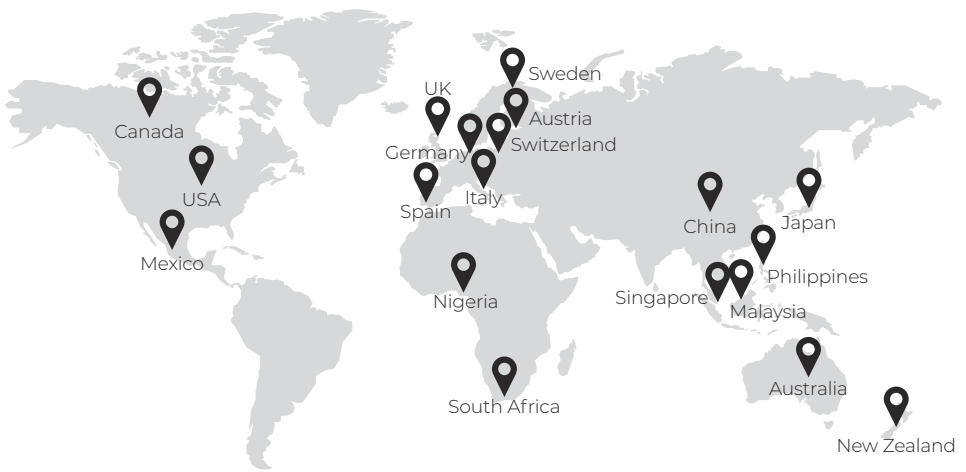 Sweden
UK
Austria
Canada
Switzerland
Germany
USA
Italy
Spain
Japan
China
Mexico
Philippines
Singapore
Nigeria
Malaysia
Australia
South Africa
New Zealand